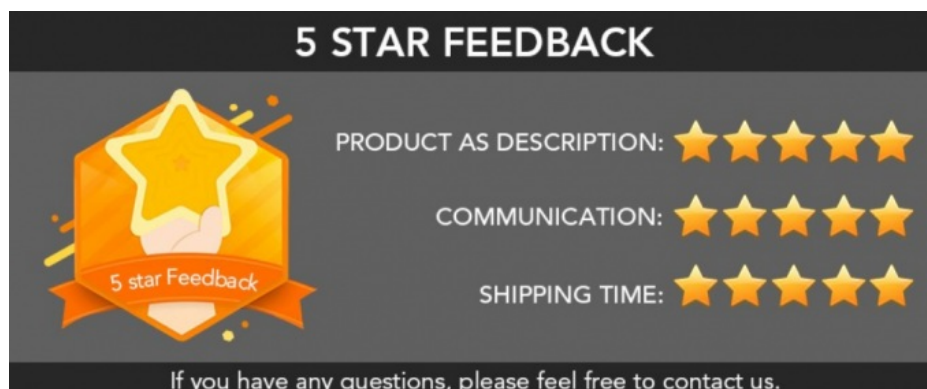 5 STAR FEEDBACK
PRODUCT AS DESCRIPTION:
COMMUNICATION:
5 star Feedback
SHIPPING TIME:
If you have any questions, please feel free to contact us.